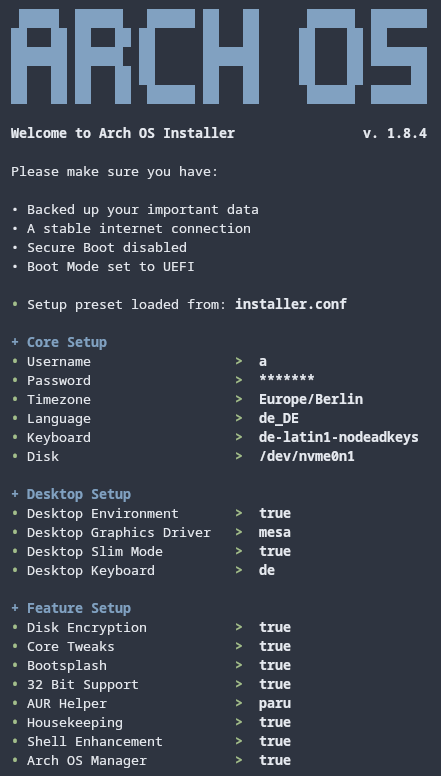 ARCH OS
Welcome to Arch OS Installer v. 1.8.4
Please make sure you have:
• Backed up your important data
• A stable internet connection
• Secure Boot disabled
• Boot Mode set to UEFI
• Setup preset loaded from: installer.conf
+ Core Setup
• Username > a
• Password > *******
• Timezone > Europe/Berlin
• Language > de_DE
• Keyboard > de-latin1-nodeadkeys
• Disk > /dev/nvme0n1
+ Desktop Setup
• Desktop Environment > true
• Desktop Graphics Driver > mesa
• Desktop Slim Mode > true
• Desktop Keyboard > de
+ Feature Setup
• Disk Encryption > true
• Core Tweaks > true
• Bootsplash > true
• 32 Bit Support > true
• AUR Helper > paru
• Housekeeping > true
• Shell Enhancement > true
• Arch OS Manager > true